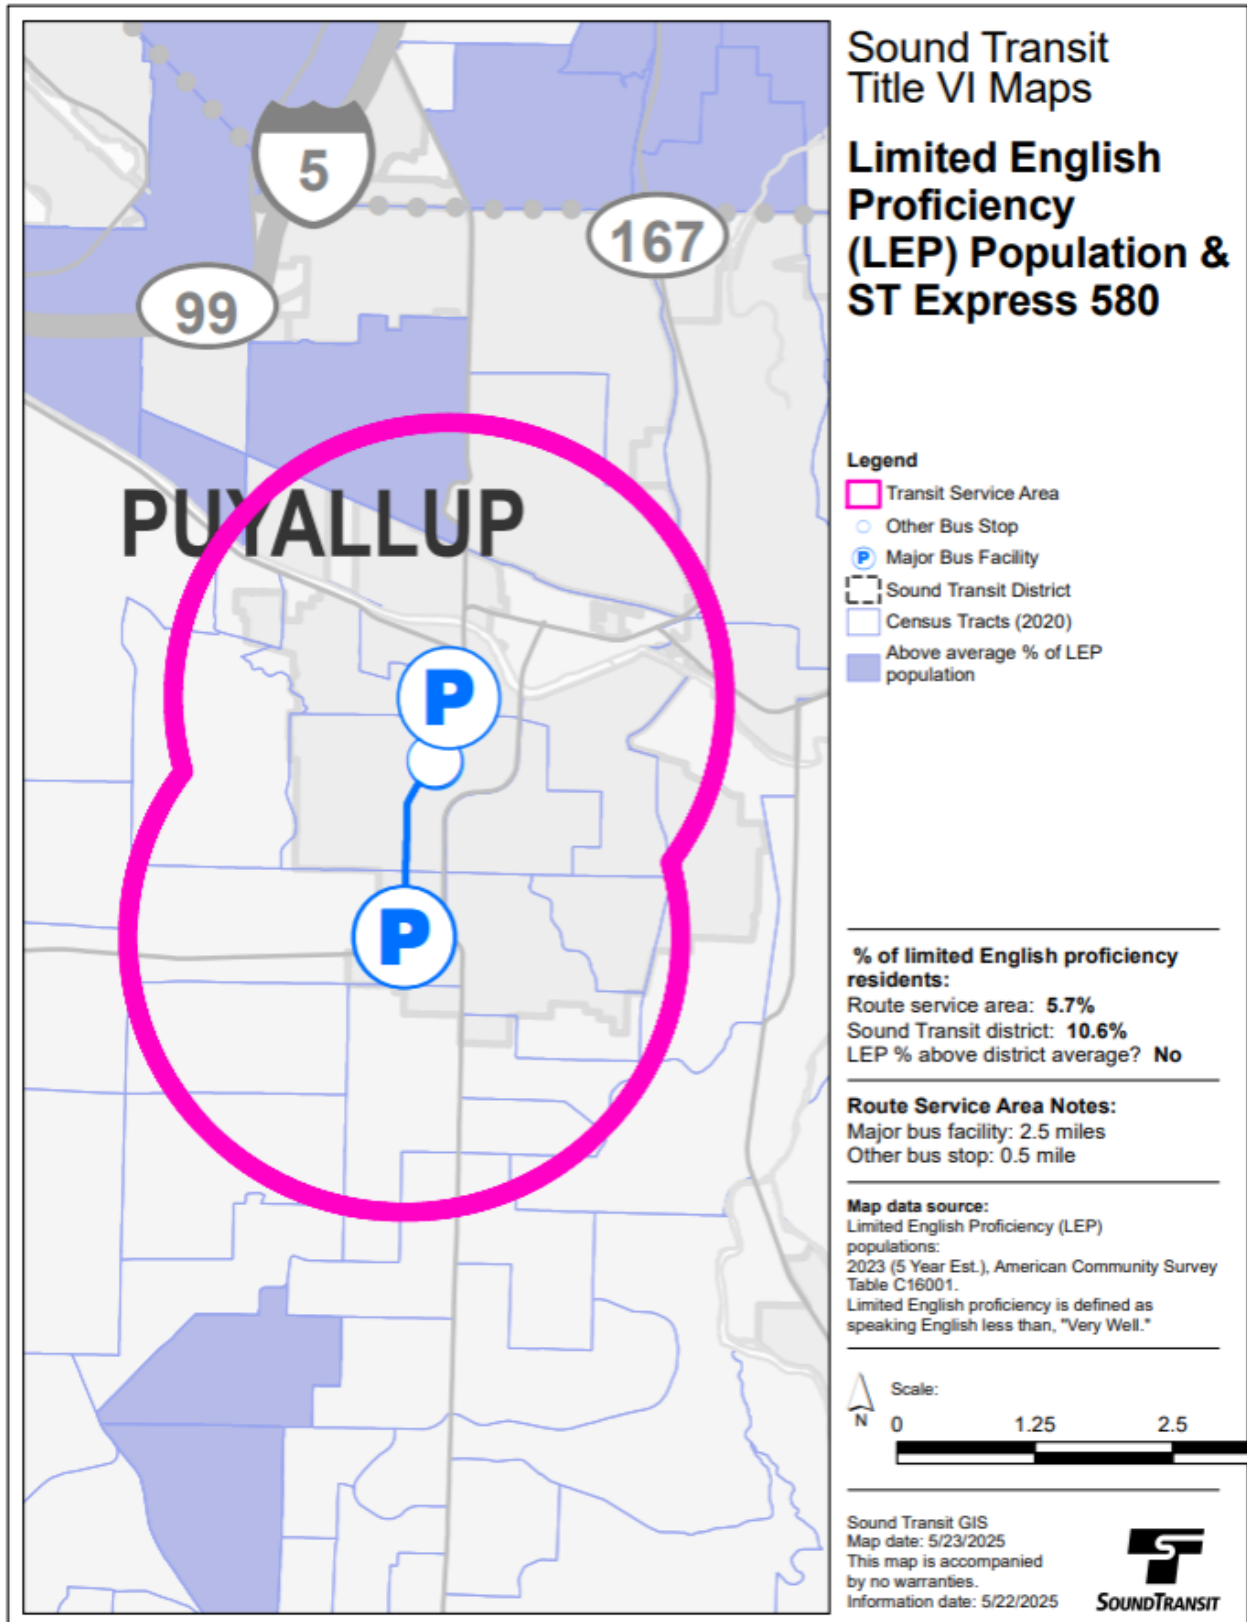 Sound Transit
Title VI Maps
Limited English
Proficiency
(LEP) Population &
ST Express 580
5
167
99
PUYALLUP
P
P
Legend
Transit Service Area
Other Bus Stop
P Major Bus Facility
Sound Transit District
Census Tracts (2020)
Above average % of LEP
population
% of limited English proficiency
residents:
Route service area: 5.7%
Sound Transit district: 10.6%
LEP % above district average? No
Route Service Area Notes:
Major bus facility: 2.5 miles
Other bus stop: 0.5 mile
Map data source:
Limited English Proficiency (LEP)
populations:
2023 (5 Year Est.), American Community Survey
Table C16001.
Limited English proficiency is defined as
speaking English less than, "Very Well."
N
Scale:
0 1.25 2.5
Sound Transit GIS
Map date: 5/23/2025
This map is accompanied
by no warranties.
Information date: 5/22/2025
SOUNDTRANSIT